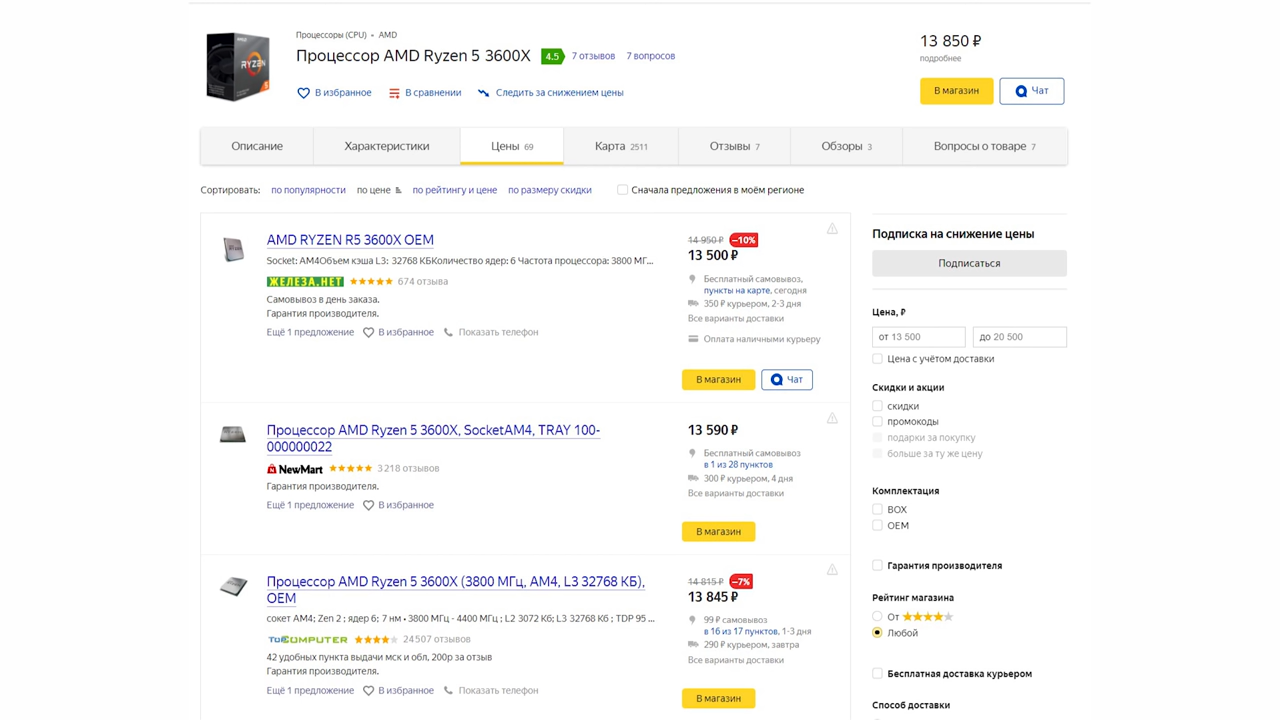 Процессоры (CPU) • AMD
Процессор AMD Ryzen 5 3600X 4.5 7 отзывов 7 вопросов
13 850 ₽
подробнее
В избранное В сравнении Следить за снижением цены
В магазин Чат
AMD
RYZEN
Описание Характеристики Цены 69 Карта 2511 Отзывы 7 Обзоры 3 Вопросы о товаре 7
Сортировать: по популярности по цене по рейтингу и цене по размеру скидки Сначала предложения в моём регионе
AMD RYZEN R5 3600X OEM
Socket: AM4Объем кэша L3: 32768 КБКоличество ядер: 6 Частота процессора: 3800 МГ...
ЖЕЛЕЗА.НЕТ 674 отзыва
Самовывоз в день заказа.
Гарантия производителя.
Ещё 1 предложение В избранное Показать телефон
14 950 ₽ –10%
13 500 ₽
Бесплатный самовывоз,
пункты на карте, сегодня
350 ₽ курьером, 2-3 дня
Все варианты доставки
Оплата наличными курьеру
В магазин Чат
Процессор AMD Ryzen 5 3600X, SocketAM4, TRAY 100-
000000022
NewMart 3 218 отзывов
Гарантия производителя.
Ещё 1 предложение В избранное
13 590 ₽
Бесплатный самовывоз
в 1 из 28 пунктов
300 ₽ курьером, 4 дня
Все варианты доставки
В магазин
Процессор AMD Ryzen 5 3600X (3800 МГц, AM4, L3 32768 КБ),
OEM
сокет AM4; Zen 2 ; ядер 6; 7 нм • 3800 МГц - 4400 МГц ; L2 3072 Кб; L3 32768 Кб ; TDP 95 ...
TopCOMPUTER 24 507 отзывов
42 удобных пункта выдачи мск и обл, 200р за отзыв
Гарантия производителя.
Ещё 1 предложение В избранное Показать телефон
14 815 ₽ –7%
13 845 ₽
99 ₽ самовывоз
в 16 из 17 пунктов, 1-3 дня
290 ₽ курьером, завтра
Все варианты доставки
В магазин
Подписка на снижение цены
Подписаться
Цена, ₽
от 13 500 до 20 500
Цена с учётом доставки
Скидки и акции
скидки
промокоды
подарки за покупку
больше за ту же цену
Комплектация
BOX
OEM
Гарантия производителя
Рейтинг магазина
От
Любой
Бесплатная доставка курьером
Способ доставки